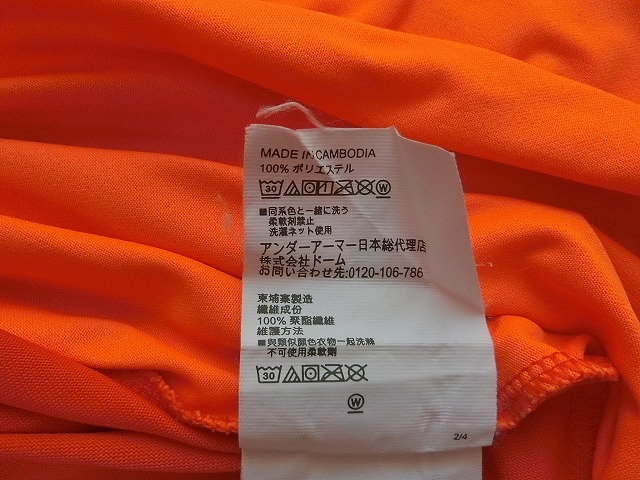 MADE IN CAMBODIA
100% ポリエステル
30 W
■同系色と一緒に洗う
柔軟剤禁止
洗濯ネット使用
アンダーアーマー日本総代理店
株式会社ドーム
お問い合わせ先:0120-106-786
柬埔寨製造
纖維成份
100% 聚酯纖維
維護方法
■與類似顏色衣物一起洗滌
不可使用柔軟劑
30
W
2/4